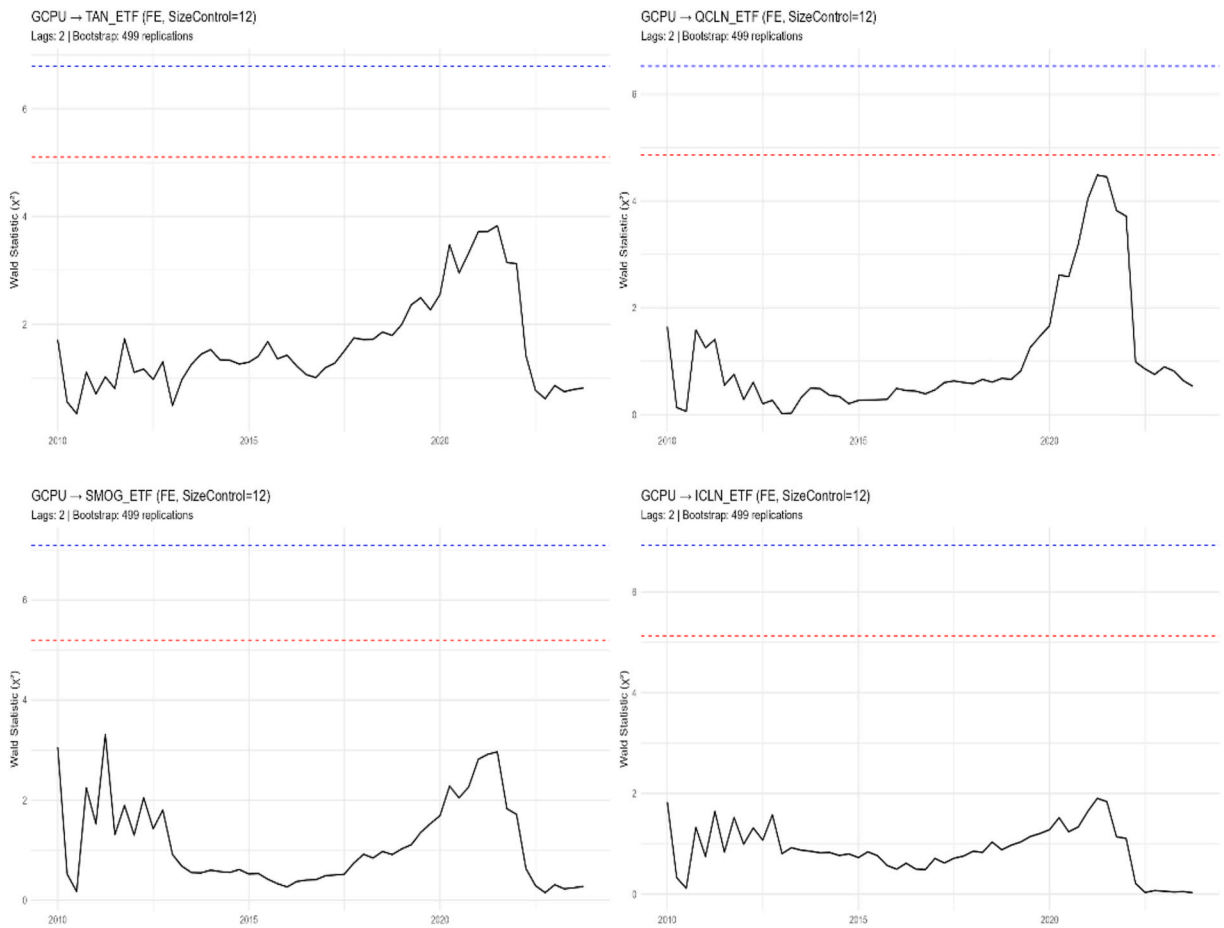 GCPU → TAN_ETF (FE, SizeControl=12)
Lags: 2 | Bootstrap: 499 replications
Wald Statistic (χ²)
6
4
2
2010
2015
2020
GCPU → QCLN_ETF (FE, SizeControl=12)
Lags: 2 | Bootstrap: 499 replications
Wald Statistic (χ²)
6
4
2
0
2010
2015
2020
GCPU → SMOG_ETF (FE, SizeControl=12)
Lags: 2 | Bootstrap: 499 replications
Wald Statistic (χ²)
6
4
2
0
2010
2015
2020
GCPU → ICLN_ETF (FE, SizeControl=12)
Lags: 2 | Bootstrap: 499 replications
Wald Statistic (χ²)
6
4
2
0
2010
2015
2020